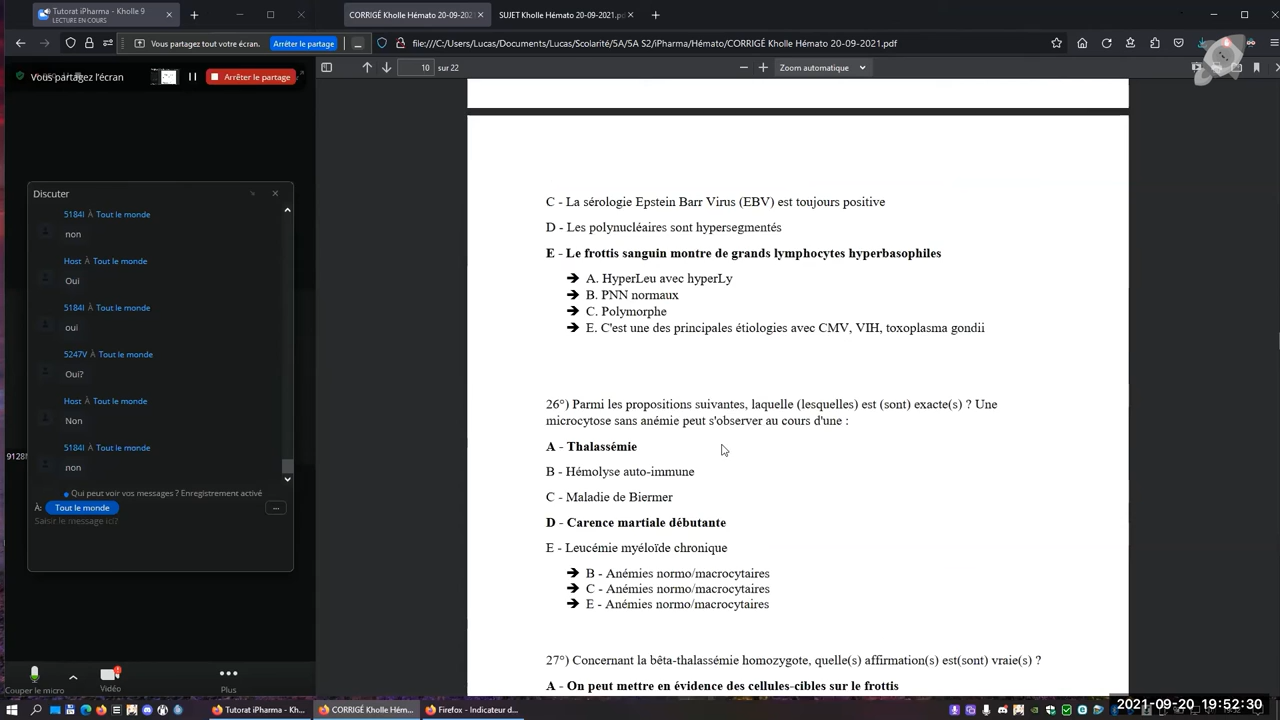 Tutorat iPharma - Kholle 9
LECTURE EN COURS
CORRIGÉ Kholle Hémato 20-09-2021
SUJET Kholle Hémato 20-09-2021.pd
Vous partagez tout écran.
Arrêter le partage
file:///C:/Users/Lucas/Documents/Lucas/Scolarité/5A/5A S2/iPharma/Hémato/CORRIGÉ Kholle Hémato 20-09-2021.pdf
Vous partagez l'écran
Arrêter le partage
10 sur 22
Zoom automatique
Discuter
5184I À Tout le monde
non
Host À Tout le monde
Oui
5184I À Tout le monde
oui
5247V À Tout le monde
Oui?
Host À Tout le monde
Non
5184I À Tout le monde
9128
non
Qui peut voir vos messages ? Enregistrement activé
À: Tout le monde
Saisir le message ici?
Couper le micro
Vidéo
Plus
C - La sérologie Epstein Barr Virus (EBV) est toujours positive
D - Les polynucléaires sont hypersegmentés
E - Le frottis sanguin montre de grands lymphocytes hyperbasophiles
➔ A. HyperLeu avec hyperLy
➔ B. PNN normaux
➔ C. Polymorphe
➔ E. C'est une des principales étiologies avec CMV, VIH, toxoplasma gondii
26°) Parmi les propositions suivantes, laquelle (lesquelles) est (sont) exacte(s) ? Une
microcytose sans anémie peut s'observer au cours d'une :
A - Thalassémie
B - Hémolyse auto-immune
C - Maladie de Biermer
D - Carence martiale débutante
E - Leucémie myéloïde chronique
➔ B - Anémies normo/macrocytaires
➔ C - Anémies normo/macrocytaires
➔ E - Anémies normo/macrocytaires
27°) Concernant la bêta-thalassémie homozygote, quelle(s) affirmation(s) est(sont) vraie(s) ?
A - On peut mettre en évidence des cellules-cibles sur le frottis
Tutorat iPharma - Kh...
CORRIGÉ Kholle Hém...
Firefox - Indicateur d...
2021-09-20 19:52:30